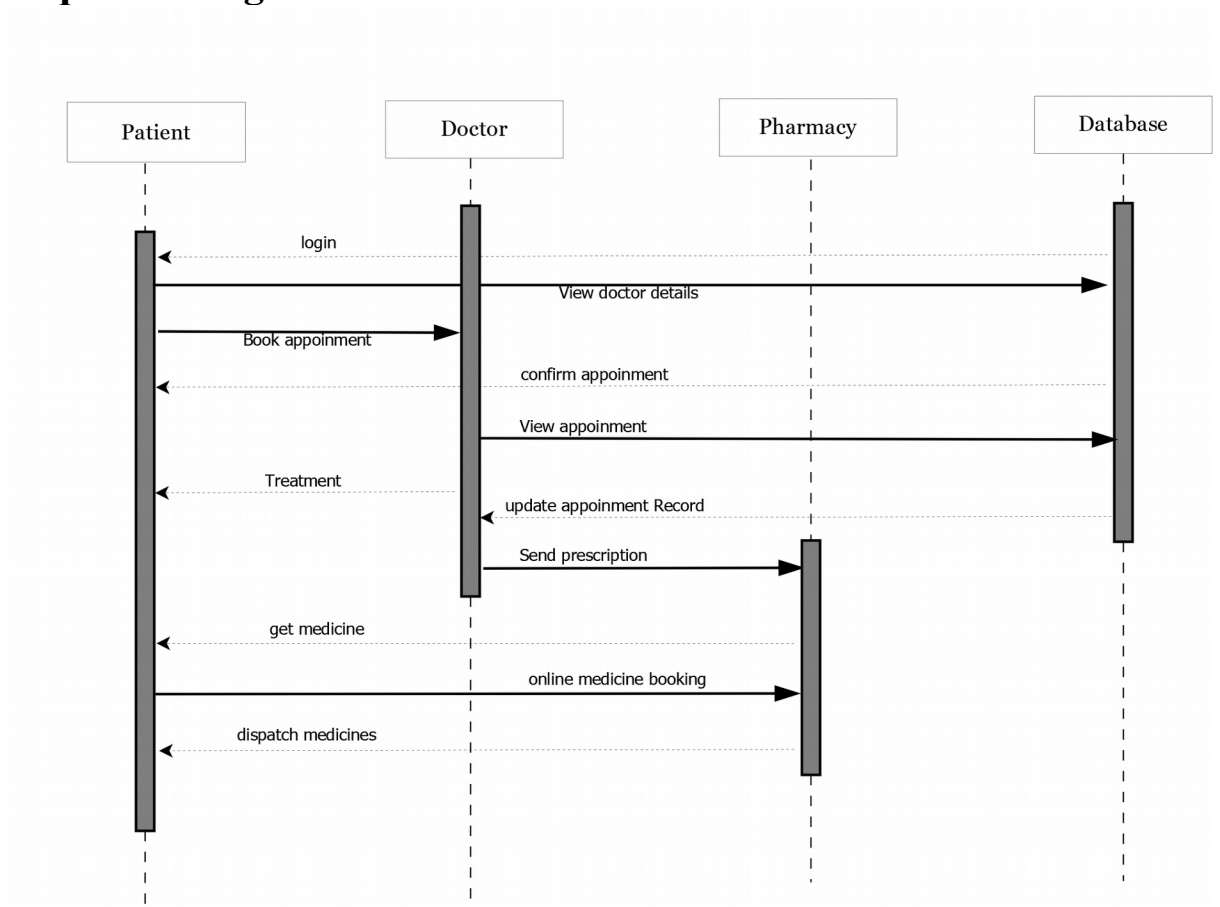 Patient
Doctor
Pharmacy
Database
login
View doctor details
Book appoinment
confirm appoinment
View appoinment
Treatment
update appoinment Record
Send prescription
get medicine
online medicine booking
dispatch medicines